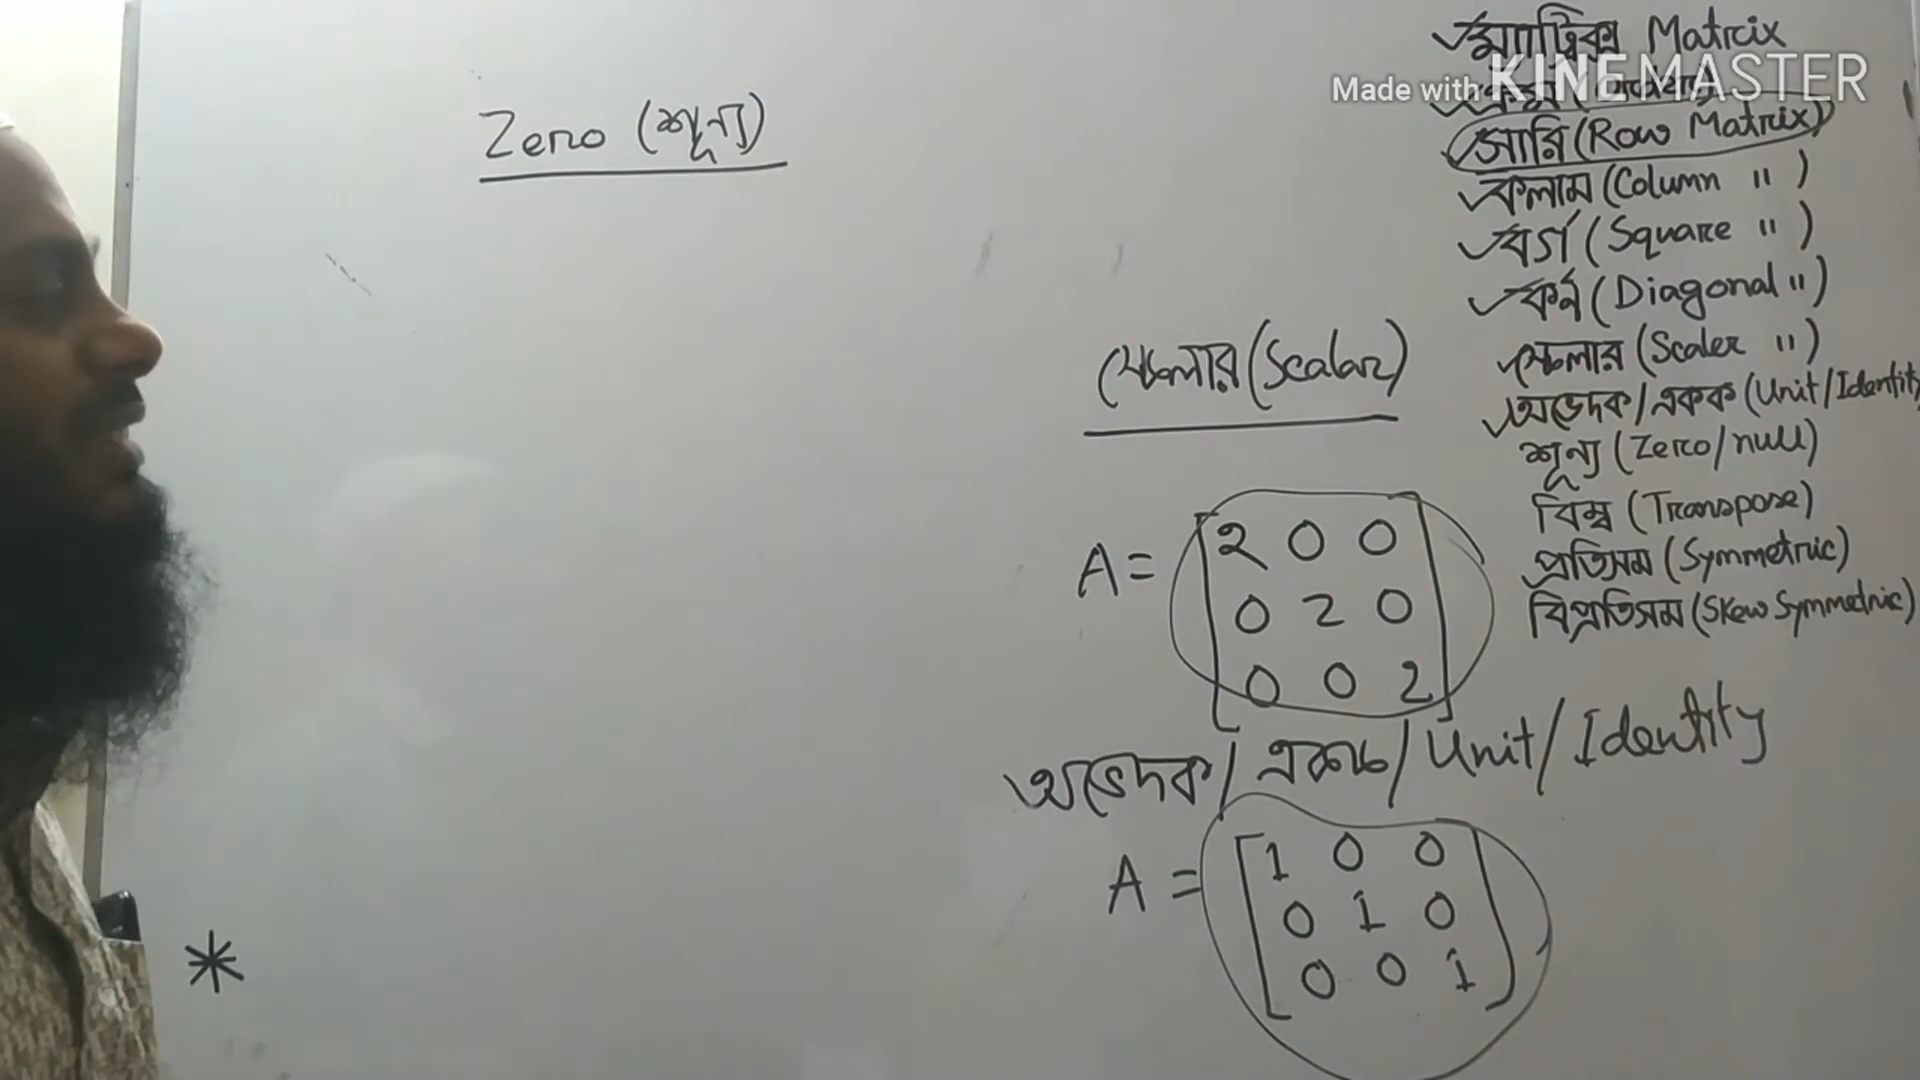 Zero (শূন্য)
ম্যাট্রিক্স Matrix
Made with KINEMASTER
সারি (Row Matrix)
কলাম (Column " )
বর্গ (Square " )
কর্ন (Diagonal " )
স্কেলার (Scaler " )
অভেদক/একক (Unit/Identity
শূন্য (Zero/null)
বিম্ব (Transpose)
প্রতিসম (Symmetric)
বিপ্রতিসম (Skew Symmetric)
স্কেলার (Scalar)
A = [2 0 0
0 2 0
0 0 2]
অভেদক/একক/Unit/Identity
A = [1 0 0
0 1 0
0 0 1]